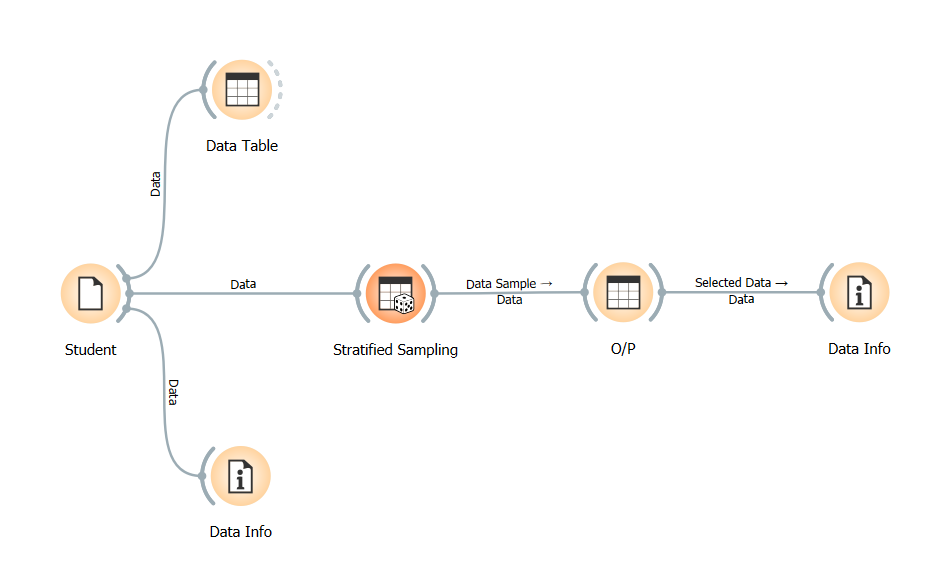 Data Table
Data
Data
Data Sample →
Data
Selected Data →
Data
Student
Stratified Sampling
O/P
Data Info
Data
Data Info